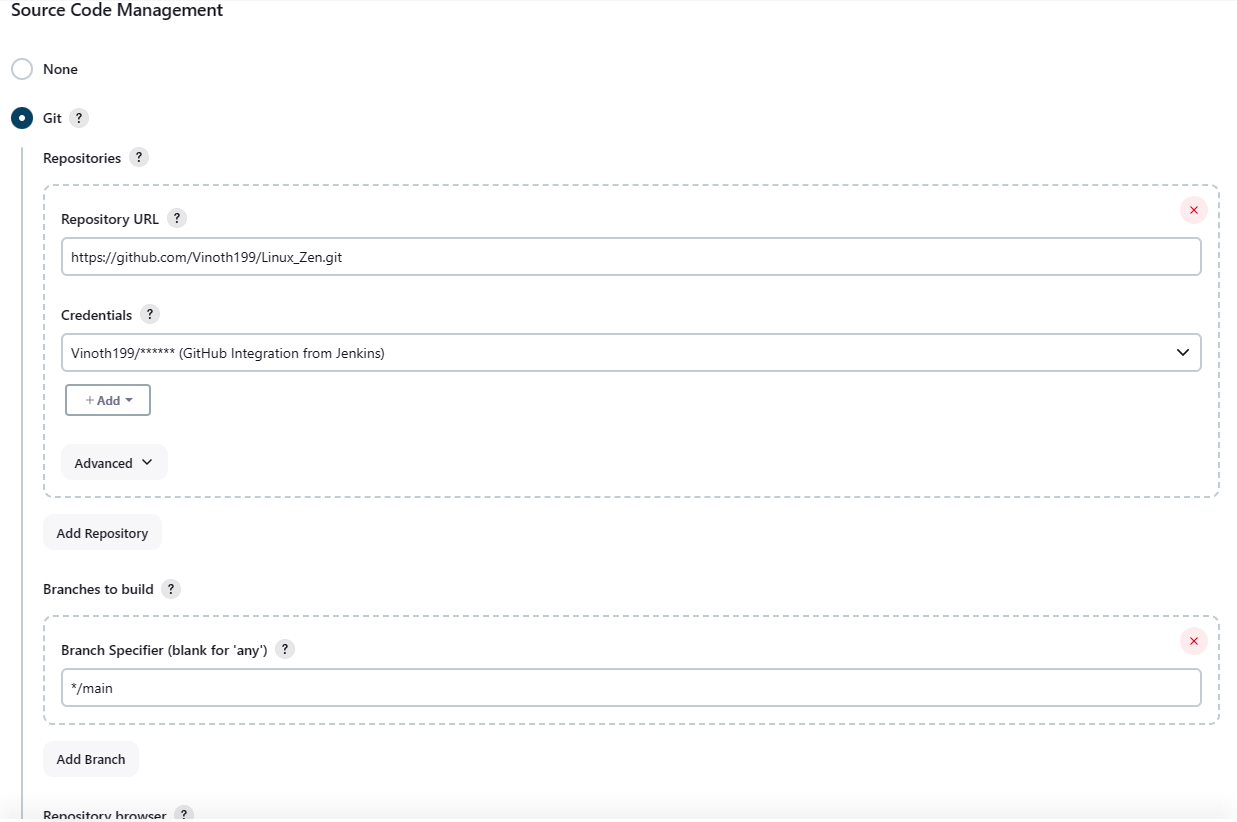 Source Code Management
None
Git ?
Repositories ?
Repository URL ?
https://github.com/Vinoth199/Linux_Zen.git
Credentials ?
Vinoth199/****** (GitHub Integration from Jenkins)
+ Add
Advanced
Add Repository
Branches to build ?
Branch Specifier (blank for 'any') ?
*/main
Add Branch
Repository browser ?